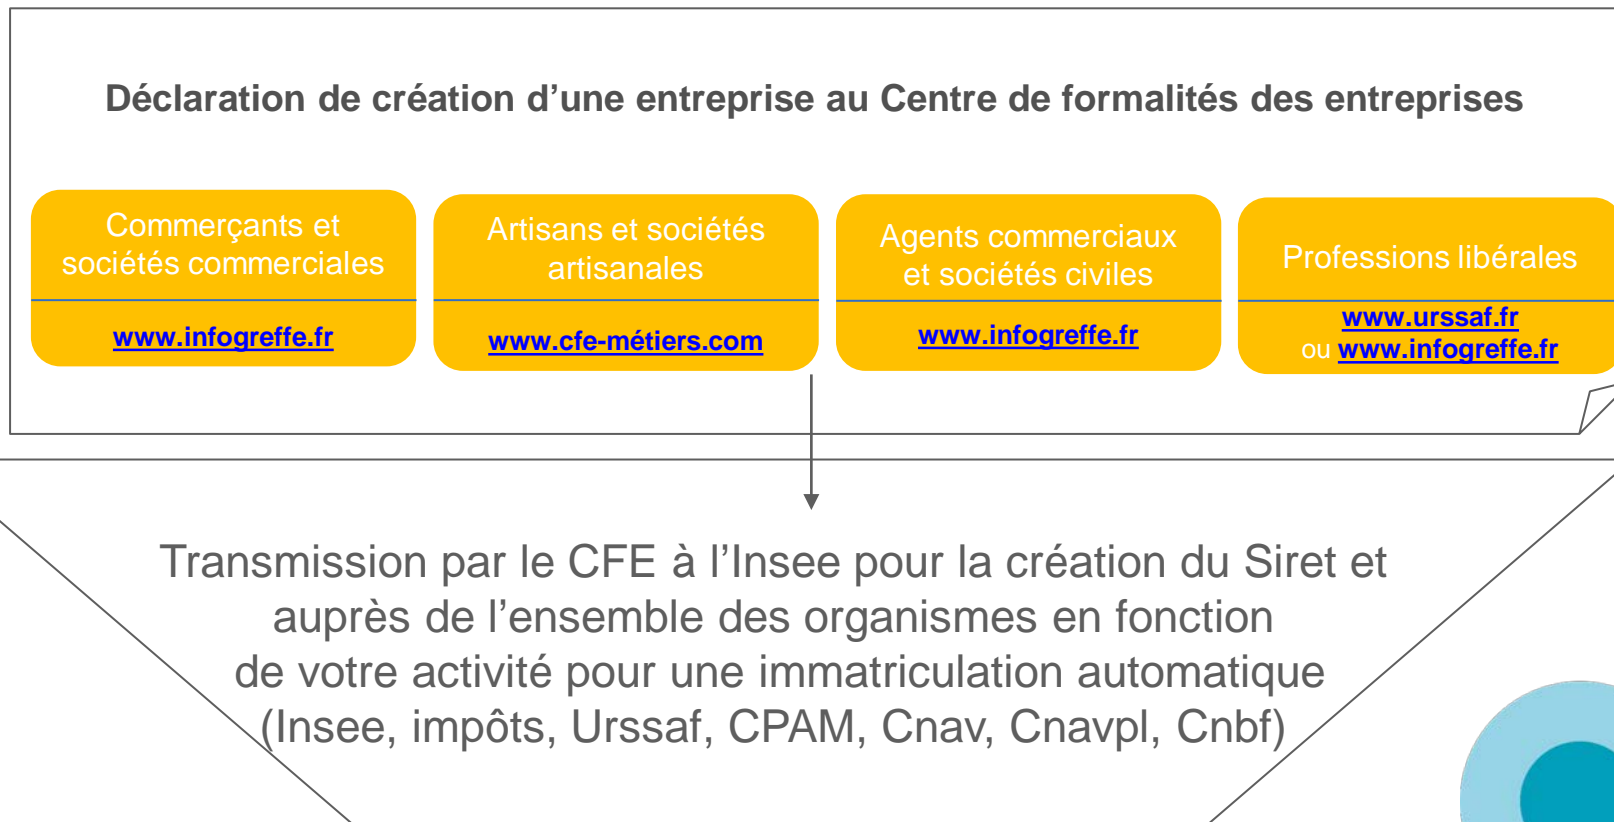 Déclaration de création d’une entreprise au Centre de formalités des entreprises
Commerçants et
sociétés commerciales
www.infogreffe.fr
Artisans et sociétés
artisanales
www.cfe-métiers.com
Agents commerciaux
et sociétés civiles
www.infogreffe.fr
Professions libérales
www.urssaf.fr
ou www.infogreffe.fr
Transmission par le CFE à l’Insee pour la création du Siret et
auprès de l’ensemble des organismes en fonction
de votre activité pour une immatriculation automatique
(Insee, impôts, Urssaf, CPAM, Cnav, Cnavpl, Cnbf)